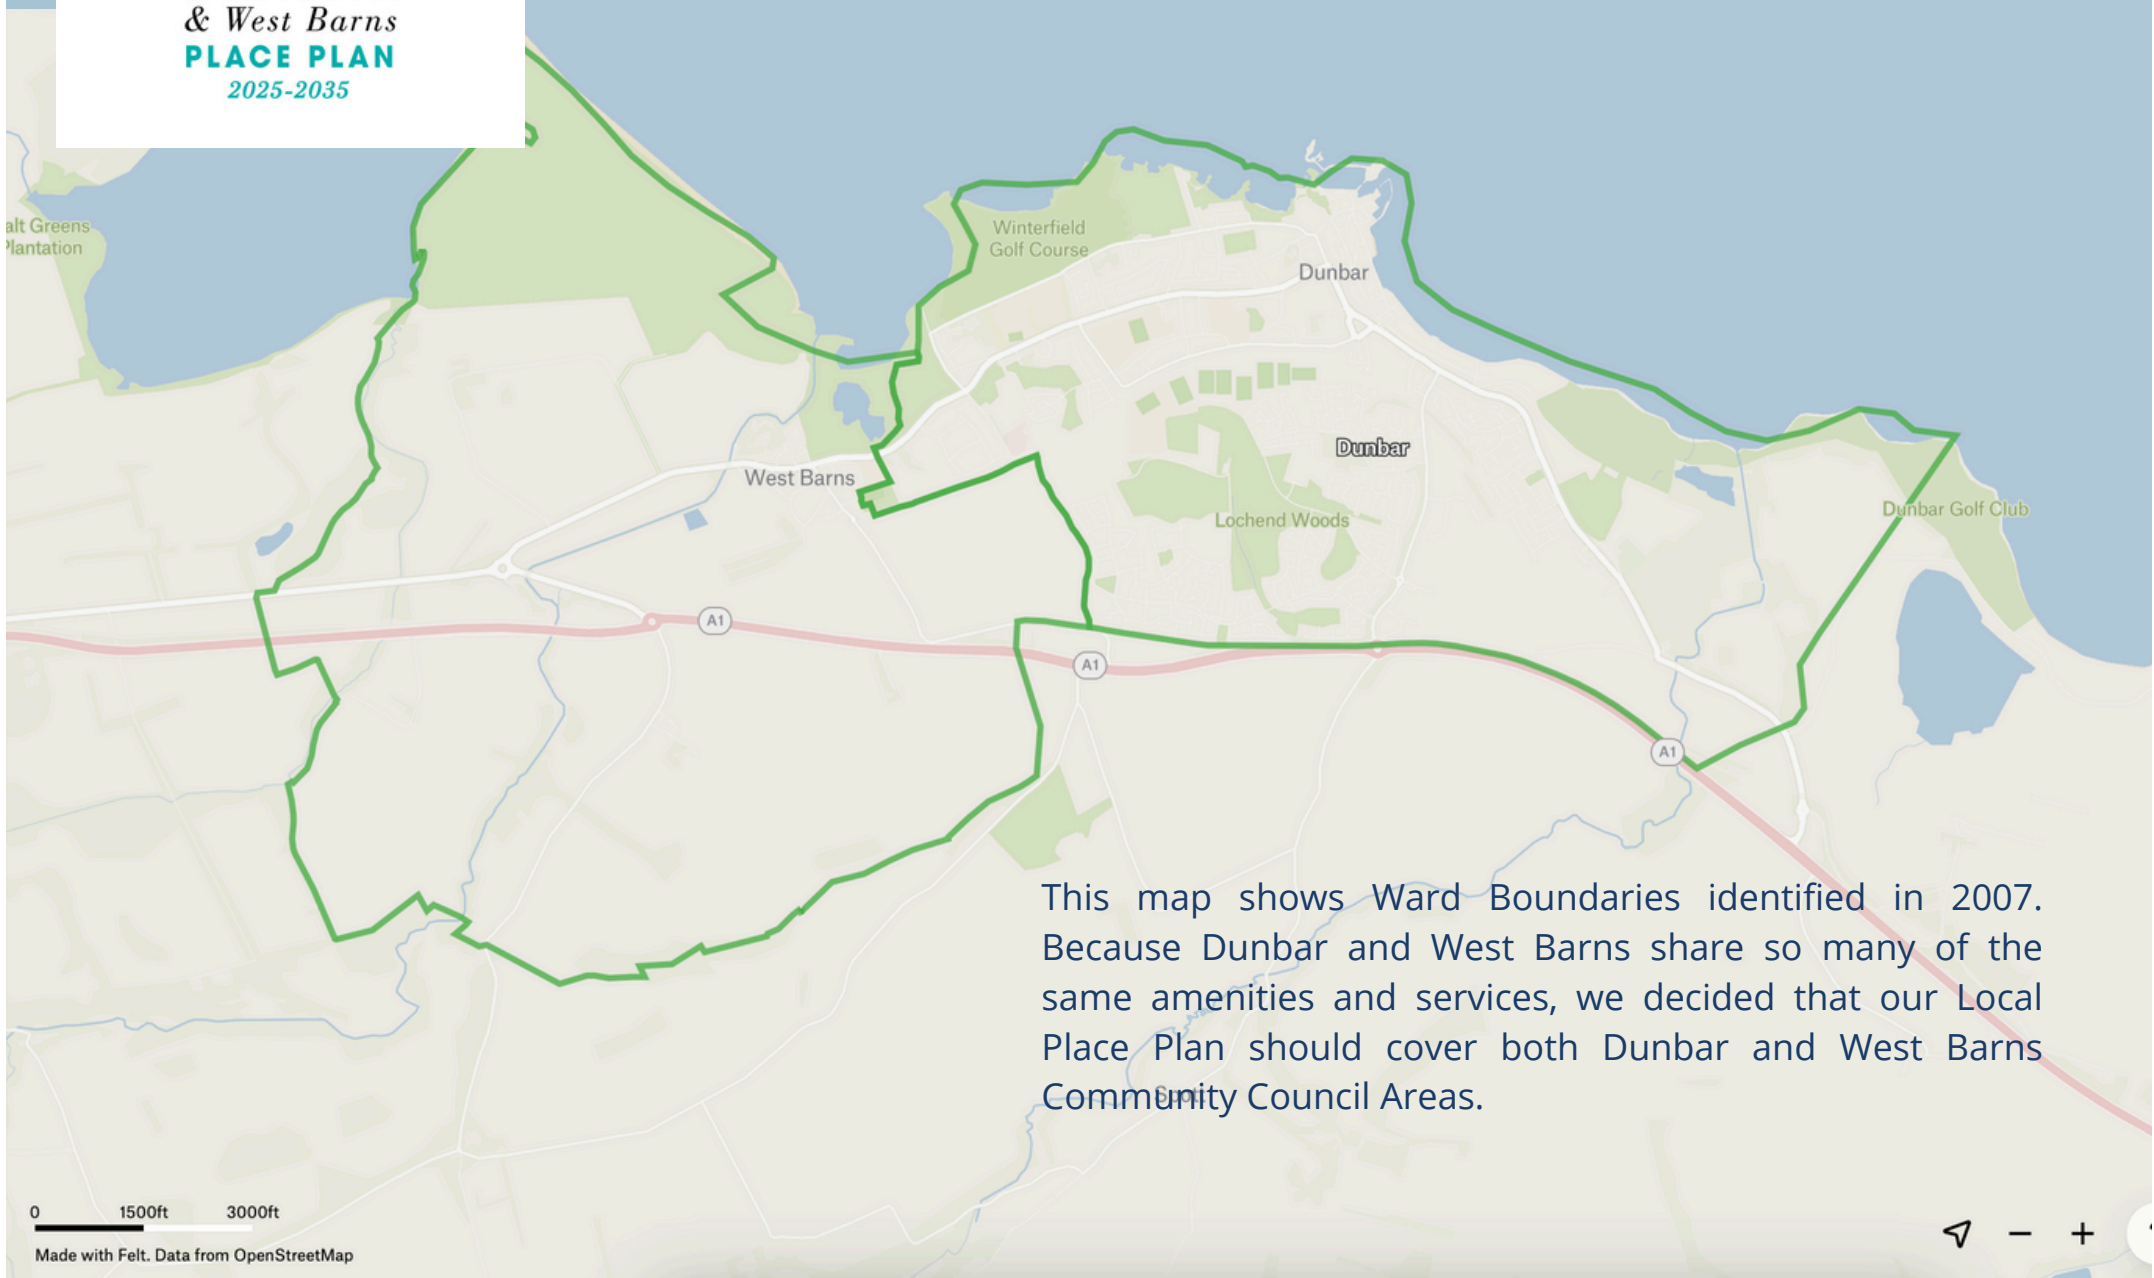 & West Barns
PLACE PLAN
2025-2035
alt Greens
Plantation
Winterfield
Golf Course
Dunbar
Dunbar
West Barns
Lochend Woods
Dunbar Golf Club
A1
A1
A1
This map shows Ward Boundaries identified in 2007.
Because Dunbar and West Barns share so many of the
same amenities and services, we decided that our Local
Place Plan should cover both Dunbar and West Barns
Community Council Areas.
Spott
0 1500ft 3000ft
Made with Felt. Data from OpenStreetMap